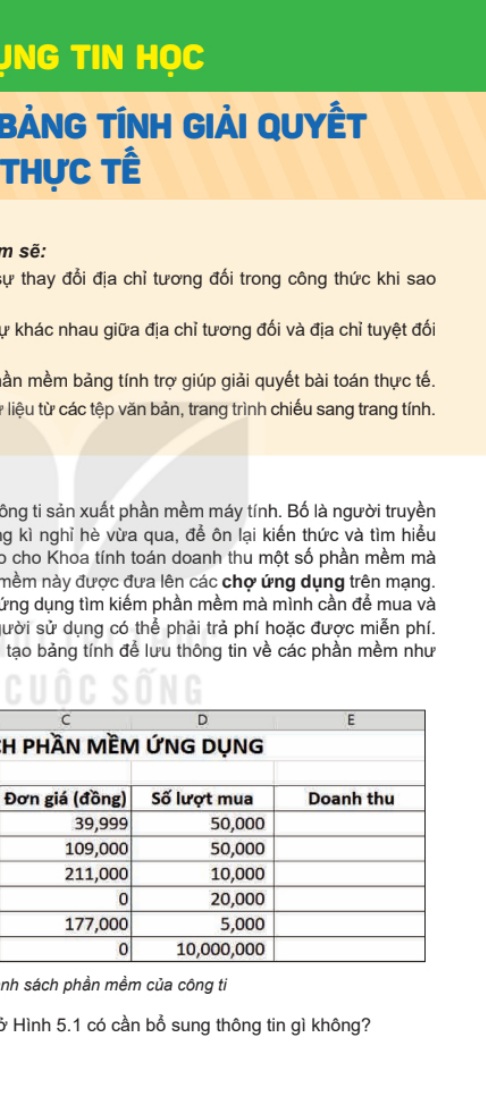 ỤNG TIN HỌC
BẢNG TÍNH GIẢI QUYẾT
THỰC TẾ
m sẽ:
sự thay đổi địa chỉ tương đối trong công thức khi sao
ự khác nhau giữa địa chỉ tương đối và địa chỉ tuyệt đối
ần mềm bảng tính trợ giúp giải quyết bài toán thực tế.
ữ liệu từ các tệp văn bản, trang trình chiếu sang trang tính.
ông ti sản xuất phần mềm máy tính. Bố là người truyền
ng kì nghỉ hè vừa qua, để ôn lại kiến thức và tìm hiểu
o cho Khoa tính toán doanh thu một số phần mềm mà
mềm này được đưa lên các chợ ứng dụng trên mạng.
ứng dụng tìm kiếm phần mềm mà mình cần để mua và
ười sử dụng có thể phải trả phí hoặc được miễn phí.
tạo bảng tính để lưu thông tin về các phần mềm như
CUỘC SỐNG
C D E
CH PHẦN MỀM ỨNG DỤNG
Đơn giá (đồng) Số lượt mua Doanh thu
39,999 50,000
109,000 50,000
211,000 10,000
0 20,000
177,000 5,000
0 10,000,000
nh sách phần mềm của công ti
ở Hình 5.1 có cần bổ sung thông tin gì không?